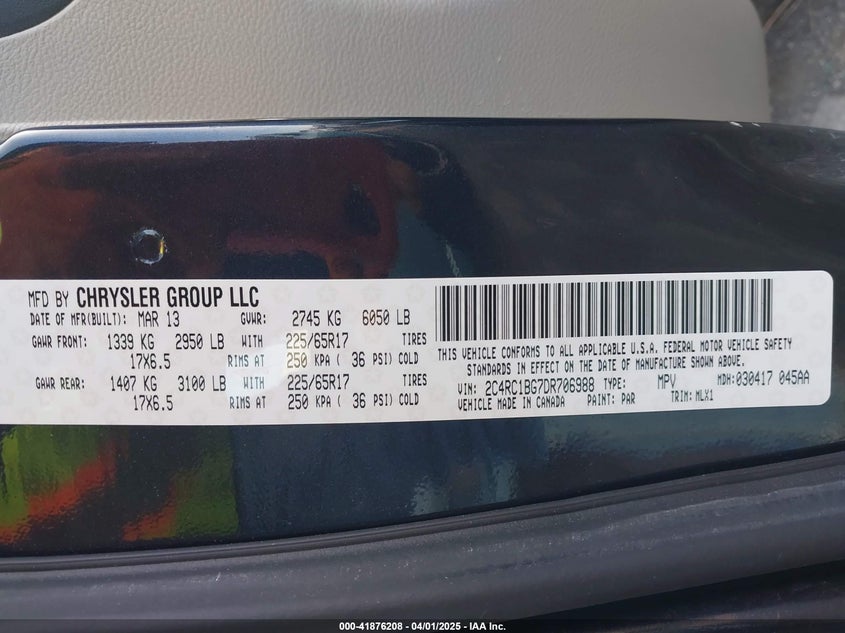 MFD BY CHRYSLER GROUP LLC
DATE OF MFR(BUILT): MAR 13 GVWR: 2745 KG 6050 LB
GAWR FRONT: 1339 KG 2950 LB WITH 225/65R17 TIRES
17X6.5 RIMS AT 250 KPA ( 36 PSI) COLD
GAWR REAR: 1407 KG 3100 LB WITH 225/65R17 TIRES
17X6.5 RIMS AT 250 KPA ( 36 PSI) COLD
THIS VEHICLE CONFORMS TO ALL APPLICABLE U.S.A. FEDERAL MOTOR VEHICLE SAFETY
STANDARDS IN EFFECT ON THE DATE OF MANUFACTURE SHOWN ABOVE.
VIN: 2C4RC1BG7DR706988 TYPE: MPV MDH:030417 045AA
VEHICLE MADE IN CANADA PAINT: PAR TRIM: MLX1
000-41876208 - 04/01/2025 - IAA Inc.